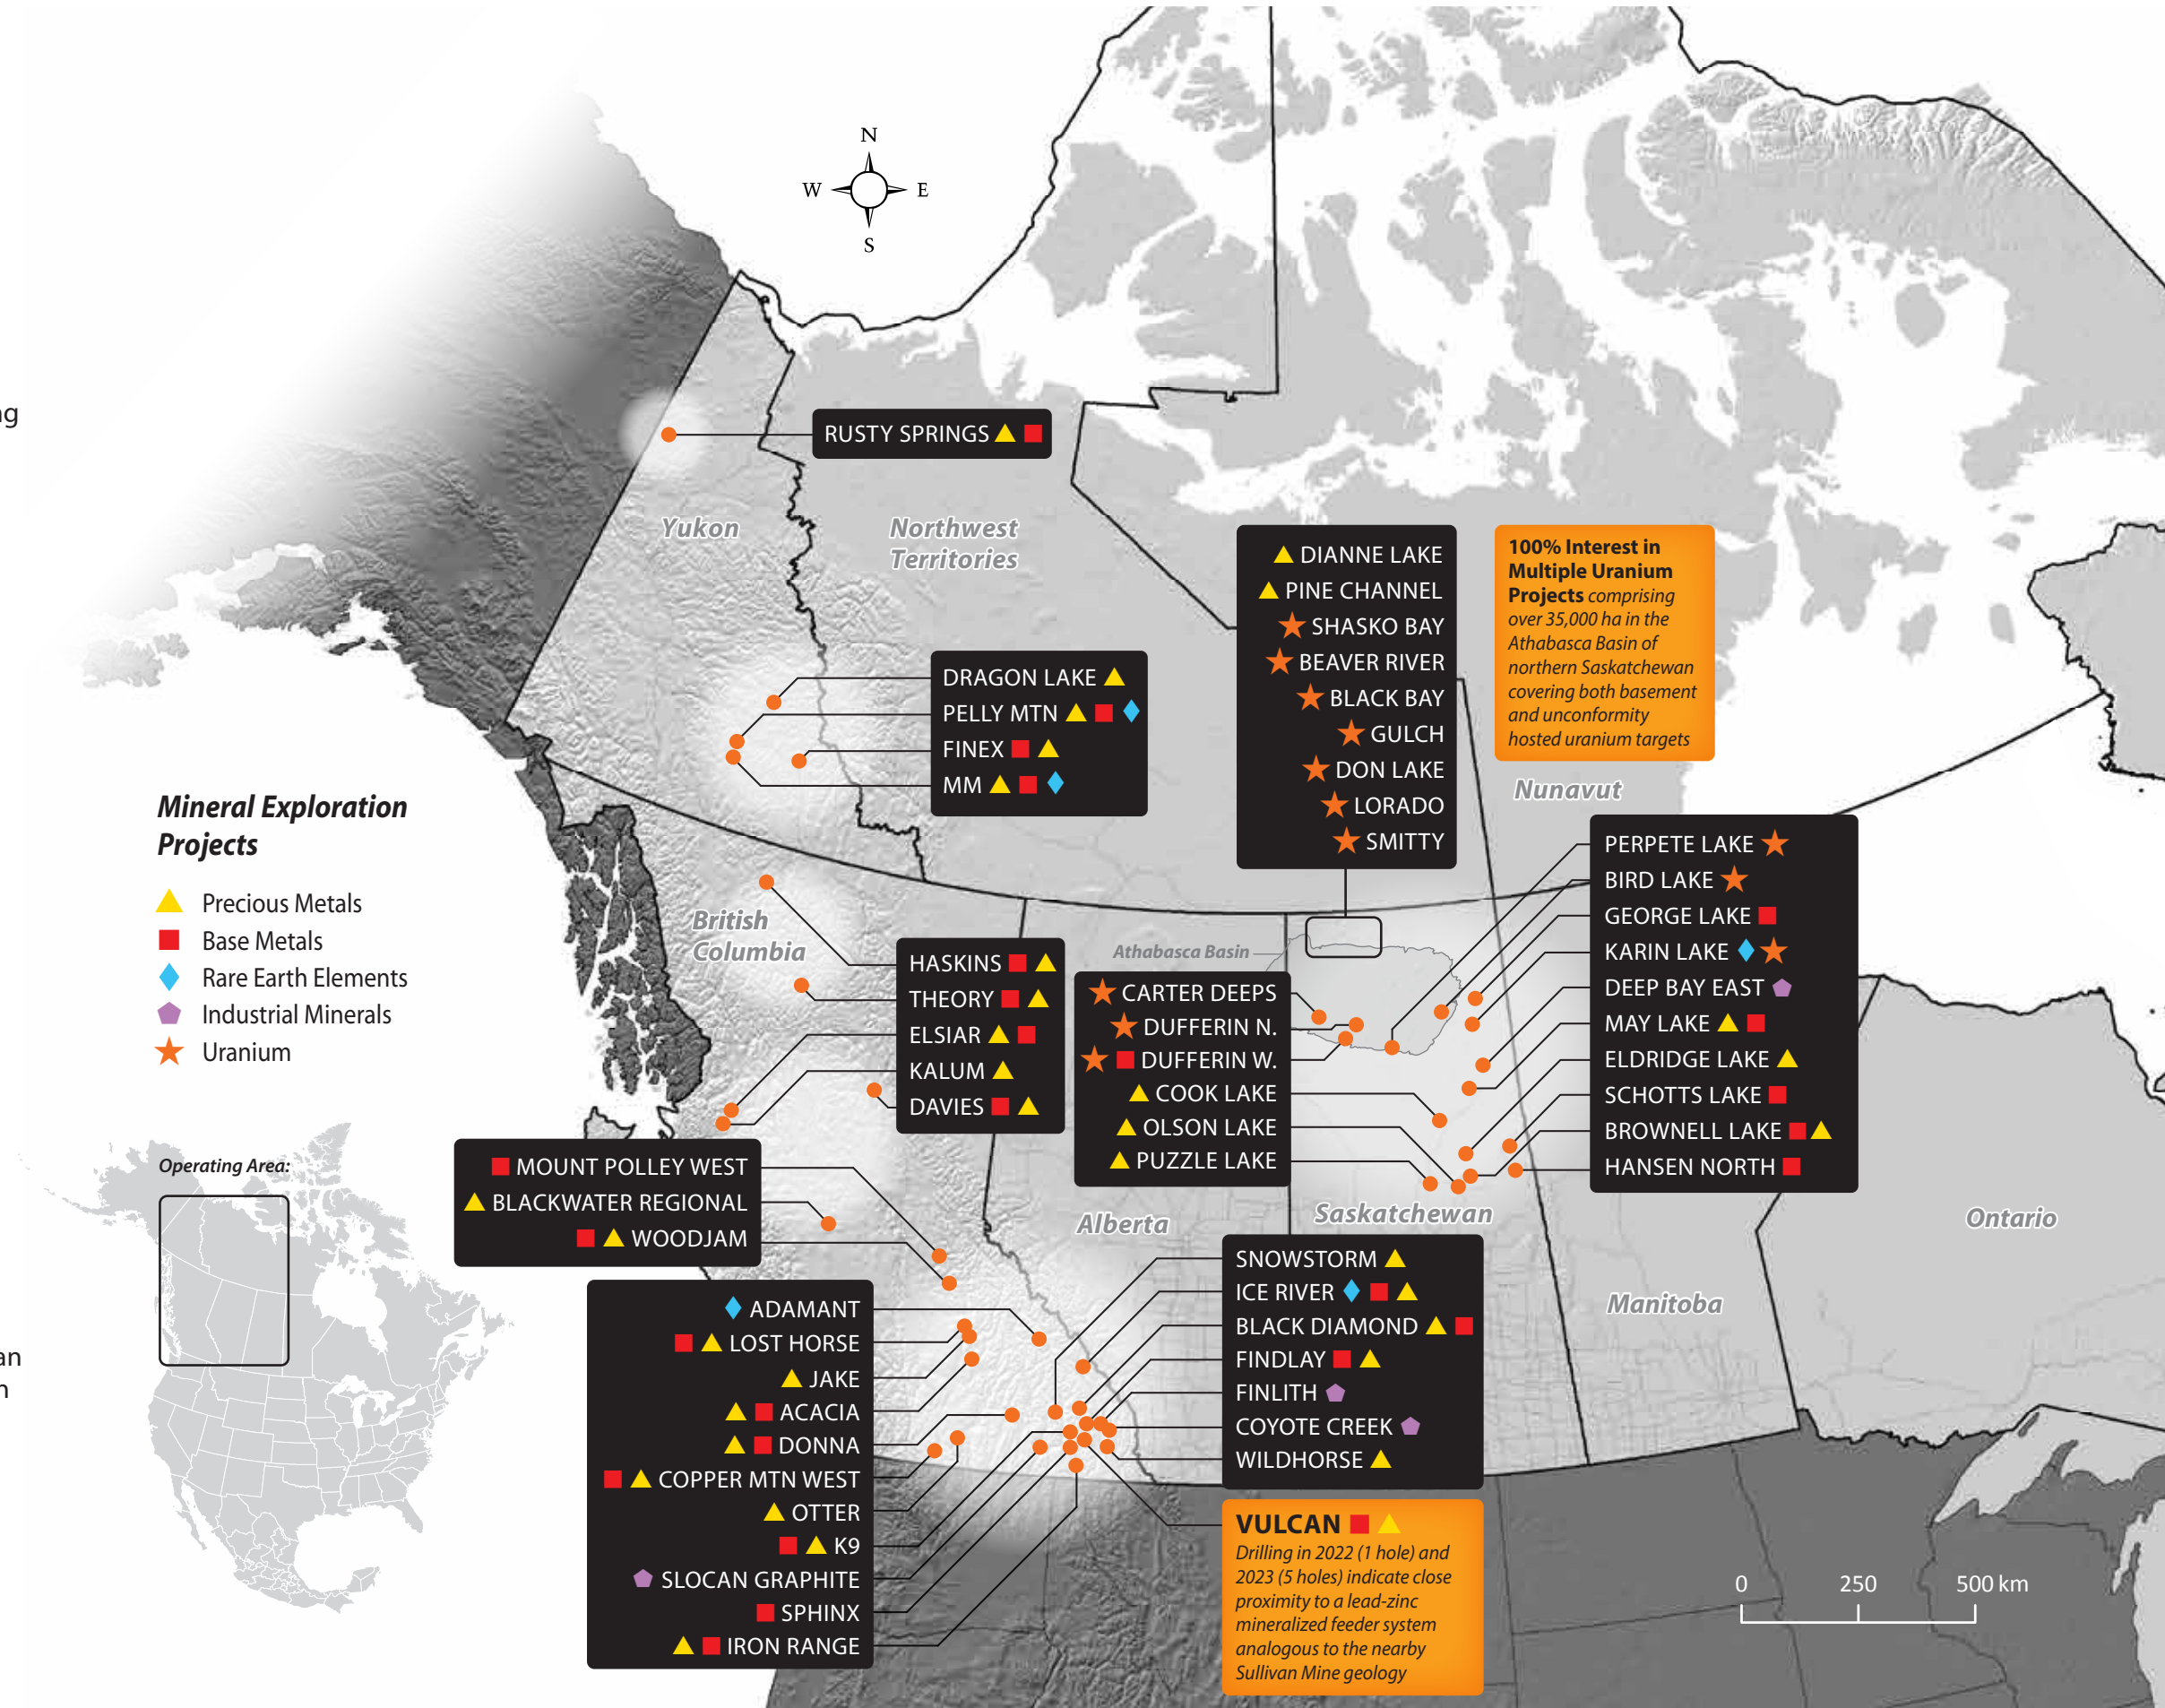 N
W E
S
ng
RUSTY SPRINGS
Yukon
Northwest
Territories
DIANNE LAKE
PINE CHANNEL
SHASKO BAY
BEAVER RIVER
BLACK BAY
GULCH
DON LAKE
LORADO
SMITTY
100% Interest in
Multiple Uranium
Projects comprising
over 35,000 ha in the
Athabasca Basin of
northern Saskatchewan
covering both basement
and unconformity
hosted uranium targets
DRAGON LAKE
PELLY MTN
FINEX
MM
Nunavut
Mineral Exploration
Projects
Precious Metals
Base Metals
Rare Earth Elements
Industrial Minerals
Uranium
British
Columbia
Athabasca Basin
HASKINS
THEORY
ELSIAR
KALUM
DAVIES
CARTER DEEPS
DUFFERIN N.
DUFFERIN W.
COOK LAKE
OLSON LAKE
PUZZLE LAKE
PERPETE LAKE
BIRD LAKE
GEORGE LAKE
KARIN LAKE
DEEP BAY EAST
MAY LAKE
ELDRIDGE LAKE
SCHOTTS LAKE
BROWNELL LAKE
HANSEN NORTH
Operating Area:
MOUNT POLLEY WEST
BLACKWATER REGIONAL
WOODJAM
Alberta
Saskatchewan
Ontario
Manitoba
an
n
ADAMANT
LOST HORSE
JAKE
ACACIA
DONNA
COPPER MTN WEST
OTTER
K9
SLOCAN GRAPHITE
SPHINX
IRON RANGE
SNOWSTORM
ICE RIVER
BLACK DIAMOND
FINDLAY
FINLITH
COYOTE CREEK
WILDHORSE
VULCAN
Drilling in 2022 (1 hole) and
2023 (5 holes) indicate close
proximity to a lead-zinc
mineralized feeder system
analogous to the nearby
Sullivan Mine geology
0 250 500 km